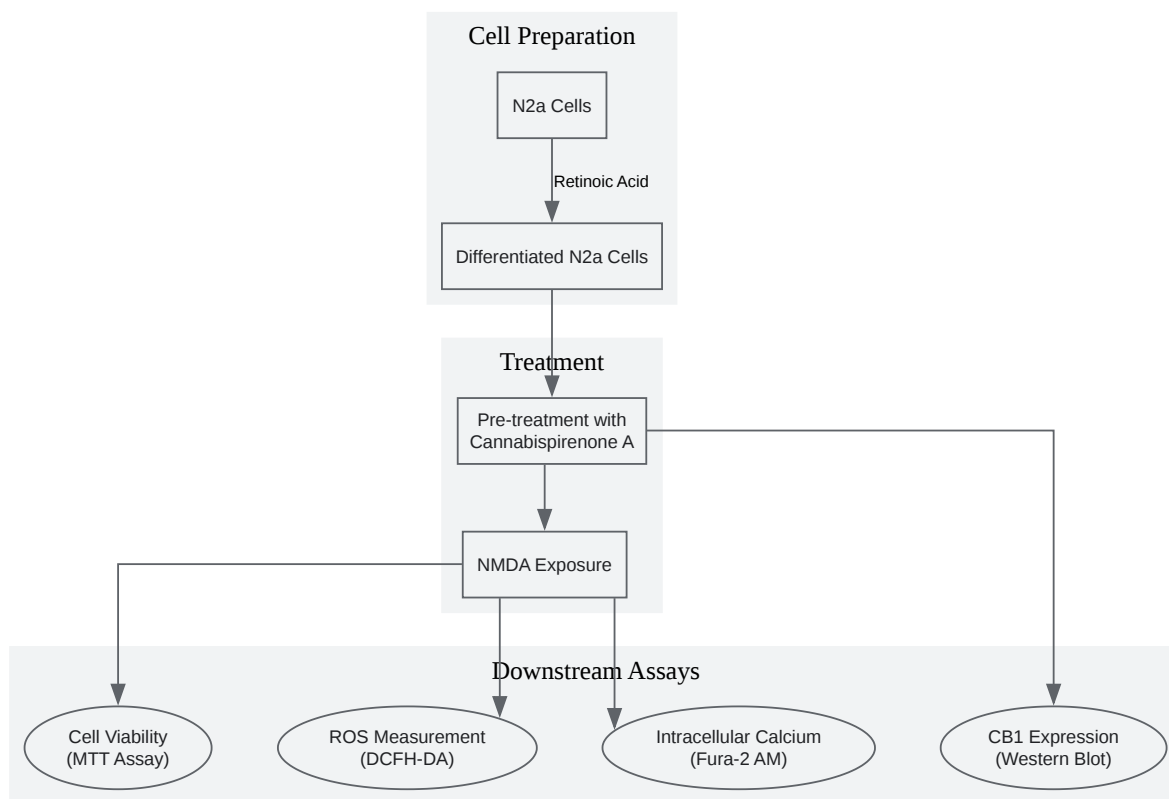 Cell Preparation
N2a Cells
Retinoic Acid
Differentiated N2a Cells
Treatment
Pre-treatment with
Cannabispirenone A
NMDA Exposure
Downstream Assays
Cell Viability
(MTT Assay)
ROS Measurement
(DCFH-DA)
Intracellular Calcium
(Fura-2 AM)
CB1 Expression
(Western Blot)